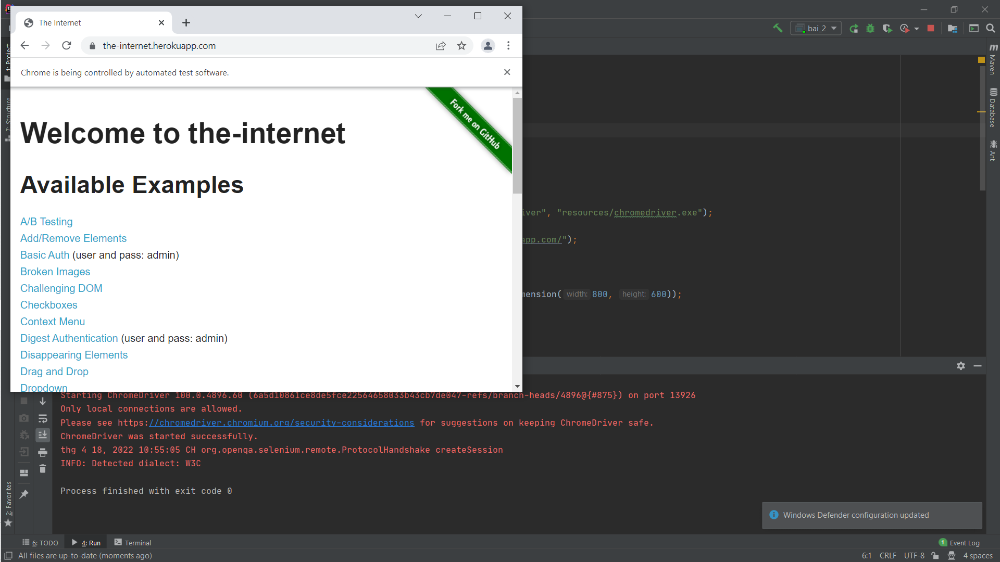 The Internet
the-internet.herokuapp.com
Chrome is being controlled by automated test software.
Fork me on GitHub
Welcome to the-internet
Available Examples
A/B Testing
Add/Remove Elements
Basic Auth (user and pass: admin)
Broken Images
Challenging DOM
Checkboxes
Context Menu
Digest Authentication (user and pass: admin)
Disappearing Elements
Drag and Drop
Dropdown
bai_2
1: Project
7: Structure
2: Favorites
Maven
Database
Ant
iver", "resources/chromedriver.exe");
app.com/");
mension( width: 800, height: 600));
Starting ChromeDriver 100.0.4896.60 (6a5d10861ce8de5fce22564658033b43cb7de047-refs/branch-heads/4896@{#875}) on port 13926
Only local connections are allowed.
Please see https://chromedriver.chromium.org/security-considerations for suggestions on keeping ChromeDriver safe.
ChromeDriver was started successfully.
thg 4 18, 2022 10:55:05 CH org.openqa.selenium.remote.ProtocolHandshake createSession
INFO: Detected dialect: W3C
Process finished with exit code 0
Windows Defender configuration updated
6: TODO
4: Run
Terminal
1 Event Log
All files are up-to-date (moments ago)
6:1 CRLF UTF-8 4 spaces